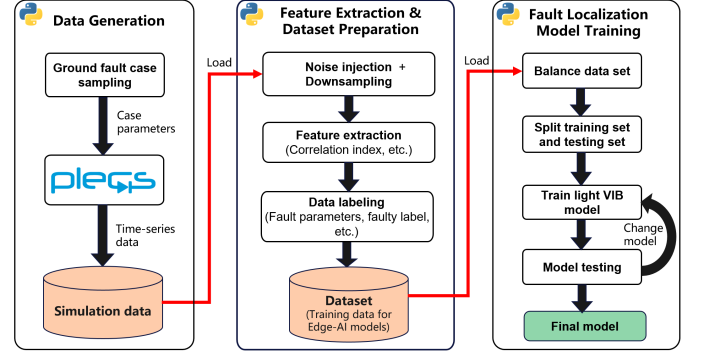 Data Generation
Ground fault case
sampling
Case
parameters
plecs
Time-series
data
Simulation data
Load
Feature Extraction &
Dataset Preparation
Noise injection +
Downsampling
Feature extraction
(Correlation index, etc.)
Data labeling
(Fault parameters, faulty label,
etc.)
Dataset
(Training data for
Edge-AI models)
Load
Fault Localization
Model Training
Balance data set
Split training set
and testing set
Train light VIB
model
Change
model
Model testing
Final model